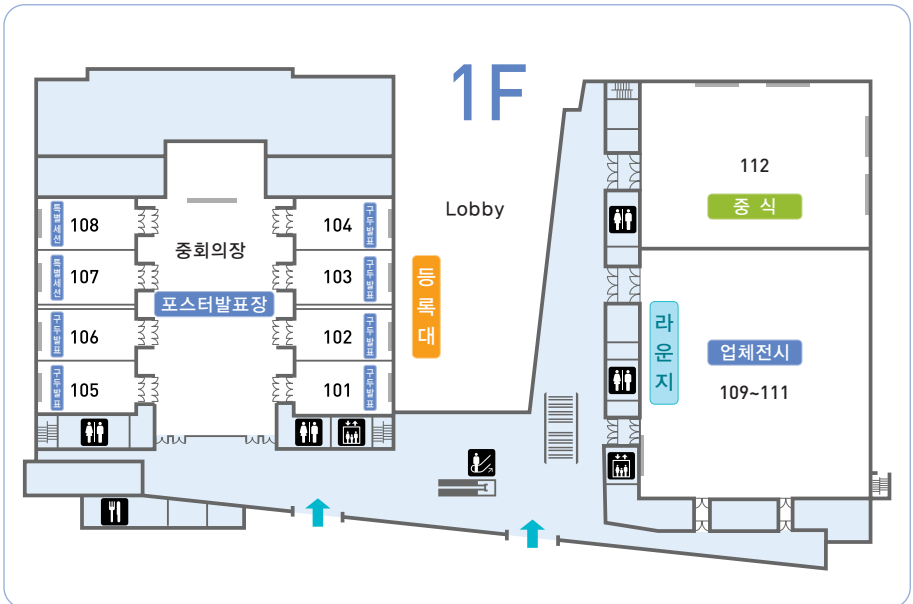 1F
108
특별세션
107
특별세션
106
구두발표
105
구두발표
중회의장
포스터발표장
104
구두발표
103
구두발표
102
구두발표
101
구두발표
Lobby
등록대
112
중 식
라운지
업체전시
109~111